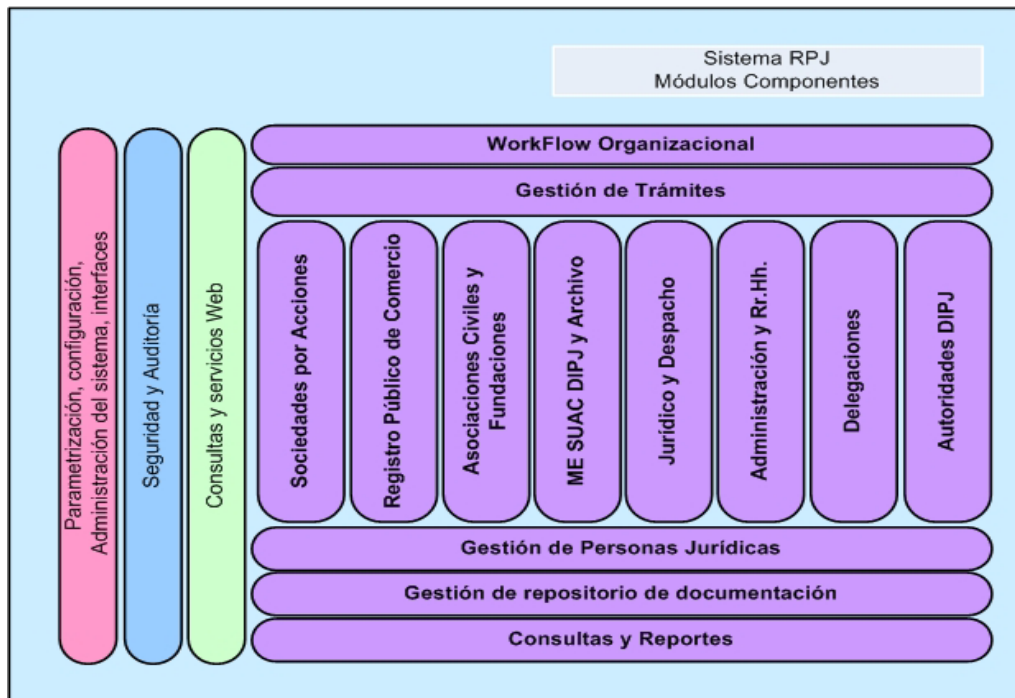 Sistema RPJ
Módulos Componentes
Parametrización, configuración,
Administración del sistema, interfaces
Seguridad y Auditoría
Consultas y servicios Web
WorkFlow Organizacional
Gestión de Trámites
Sociedades por Acciones
Registro Público de Comercio
Asociaciones Civiles y
Fundaciones
ME SUAC DIPJ y Archivo
Jurídico y Despacho
Administración y Rr.Hh.
Delegaciones
Autoridades DIPJ
Gestión de Personas Jurídicas
Gestión de repositorio de documentación
Consultas y Reportes